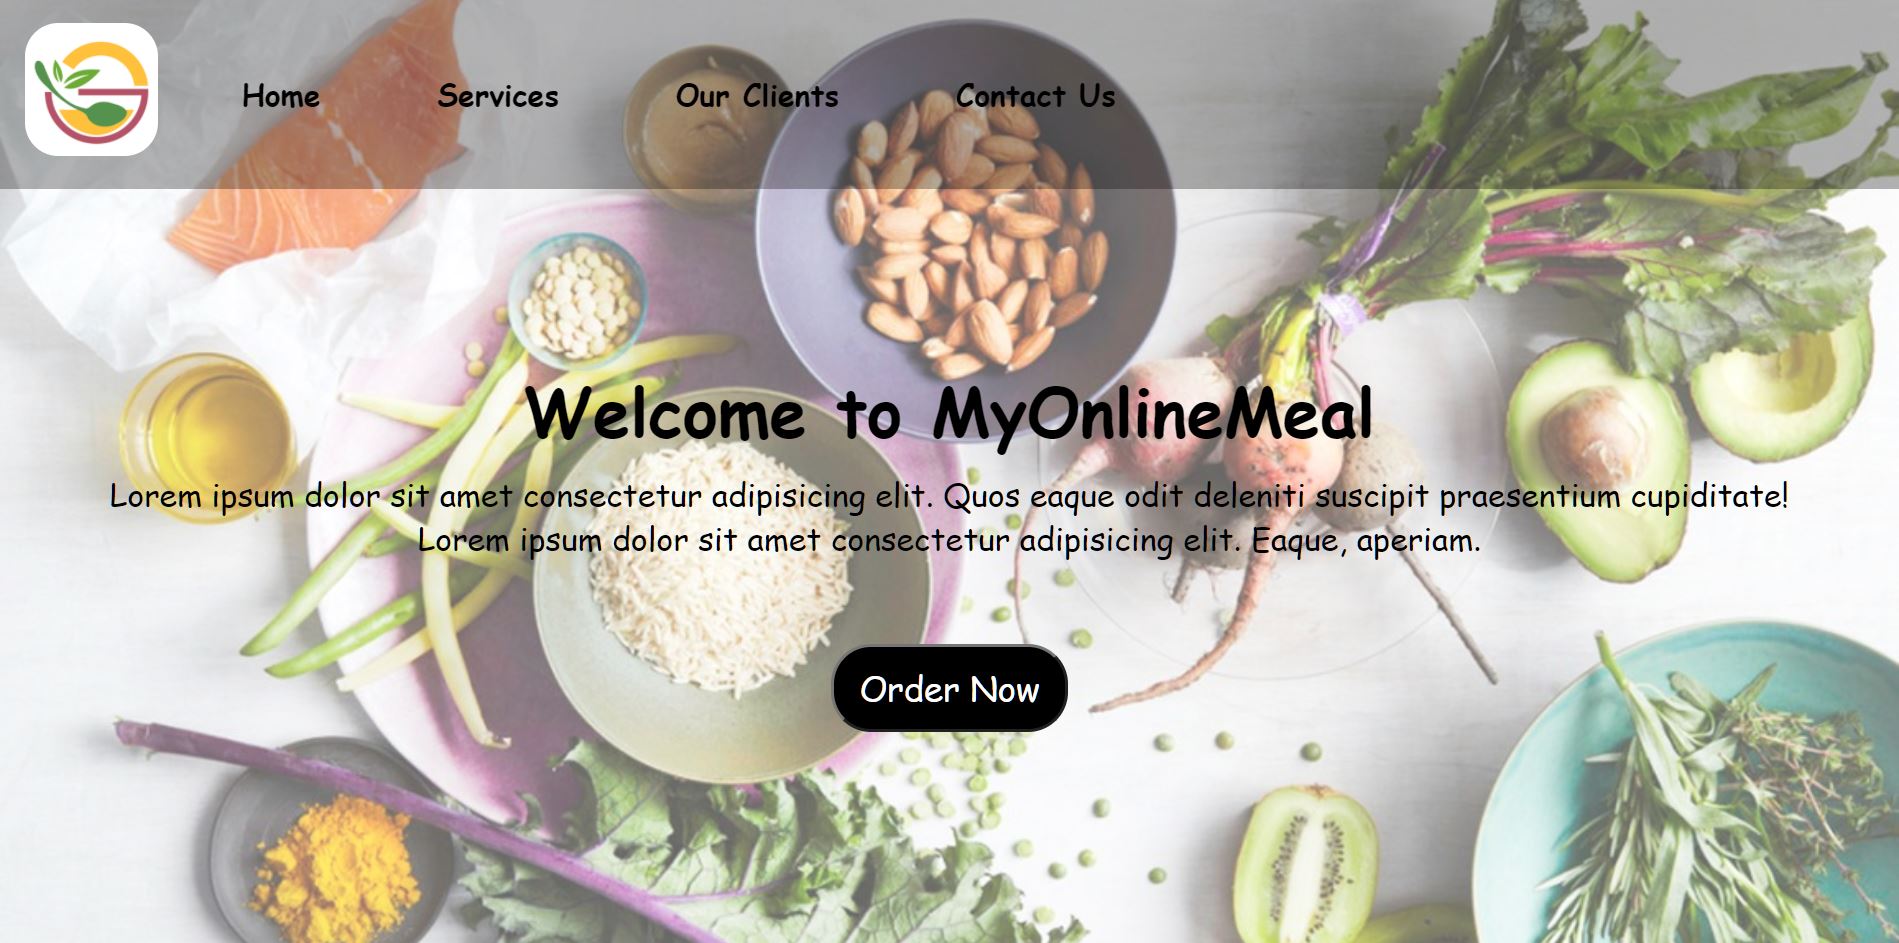 Home Services Our Clients Contact Us
Welcome to MyOnlineMeal
Lorem ipsum dolor sit amet consectetur adipisicing elit. Quos eaque odit deleniti suscipit praesentium cupiditate!
Lorem ipsum dolor sit amet consectetur adipisicing elit. Eaque, aperiam.
Order Now